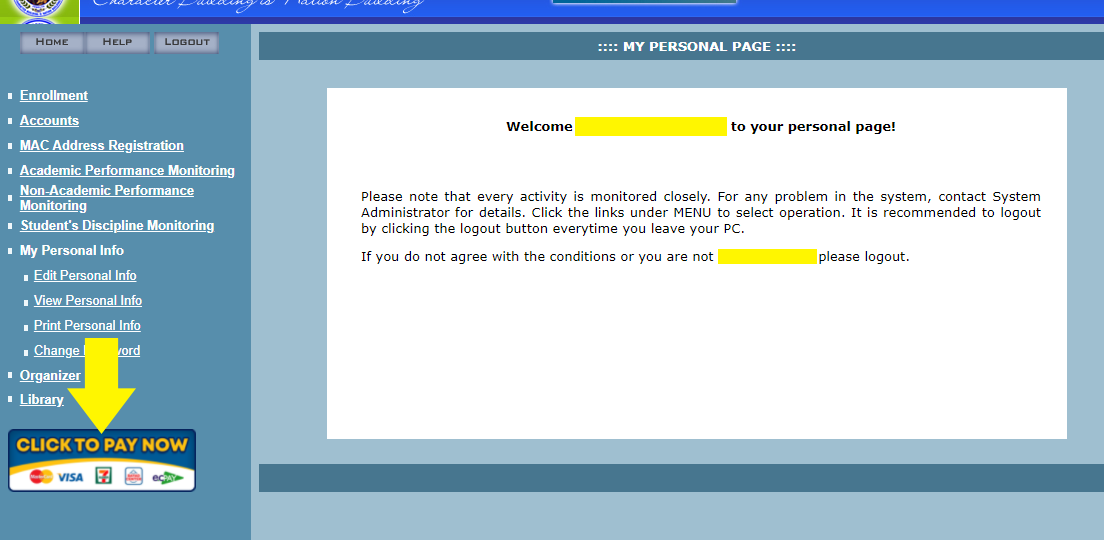 Character Building is Nation Building
HOME HELP LOGOUT
:::: MY PERSONAL PAGE ::::
Enrollment
Accounts
MAC Address Registration
Academic Performance Monitoring
Non-Academic Performance
Monitoring
Student's Discipline Monitoring
My Personal Info
Edit Personal Info
View Personal Info
Print Personal Info
Change
Organizer
Library
CLICK TO PAY NOW
VISA 7 ecPAY
Welcome to your personal page!
Please note that every activity is monitored closely. For any problem in the system, contact System
Administrator for details. Click the links under MENU to select operation. It is recommended to logout
by clicking the logout button everytime you leave your PC.
If you do not agree with the conditions or you are not please logout.